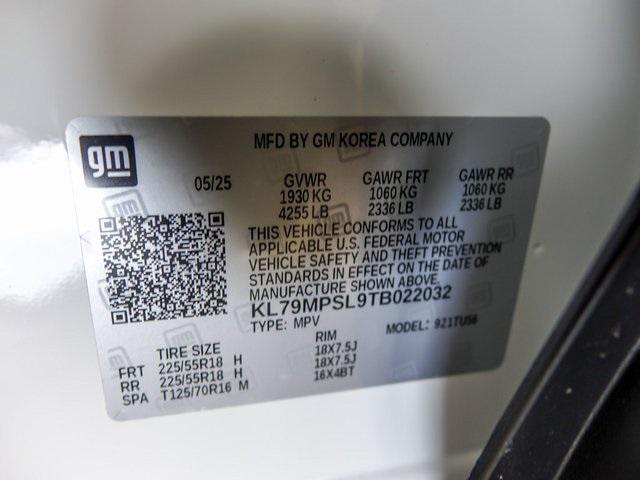 gm
MFD BY GM KOREA COMPANY
05/25 GVWR GAWR FRT GAWR RR
1930 KG 1060 KG 1060 KG
4255 LB 2336 LB 2336 LB
THIS VEHICLE CONFORMS TO ALL
APPLICABLE U.S. FEDERAL MOTOR
VEHICLE SAFETY AND THEFT PREVENTION
STANDARDS IN EFFECT ON THE DATE OF
MANUFACTURE SHOWN ABOVE.
KL79MPSL9TB022032
TYPE: MPV MODEL: 921TU56
TIRE SIZE RIM
FRT 225/55R18 H 18X7.5J
RR 225/55R18 H 18X7.5J
SPA T125/70R16 M 16X4BT